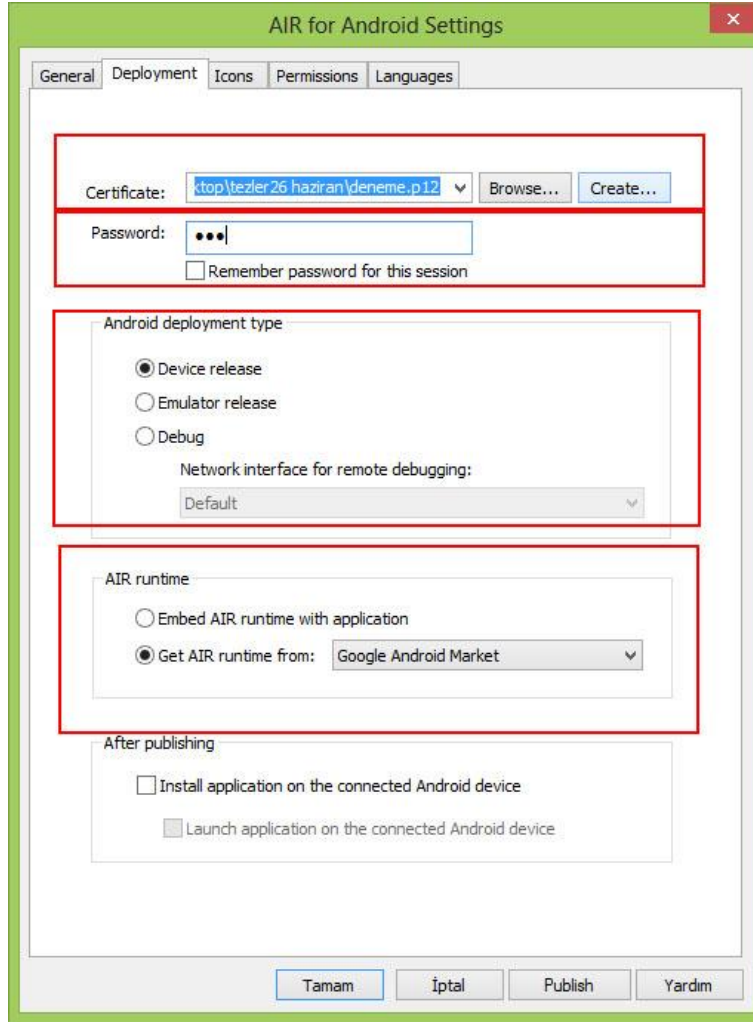 AIR for Android Settings
General Deployment Icons Permissions Languages
Certificate: ktop\tezler26 haziran\deneme.p12 Browse... Create...
Password: •••
Remember password for this session
Android deployment type
Device release
Emulator release
Debug
Network interface for remote debugging:
Default
AIR runtime
Embed AIR runtime with application
Get AIR runtime from: Google Android Market
After publishing
Install application on the connected Android device
Launch application on the connected Android device
Tamam İptal Publish Yardım